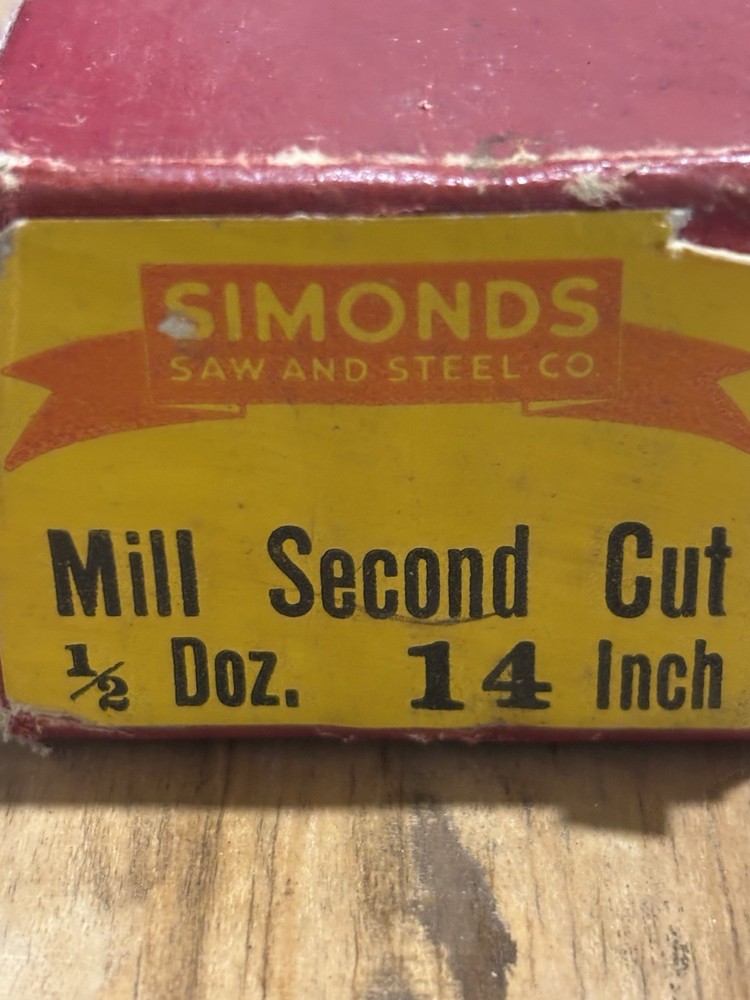 SIMONDS
SAW AND STEEL CO.
Mill Second Cut
½ Doz. 14 Inch